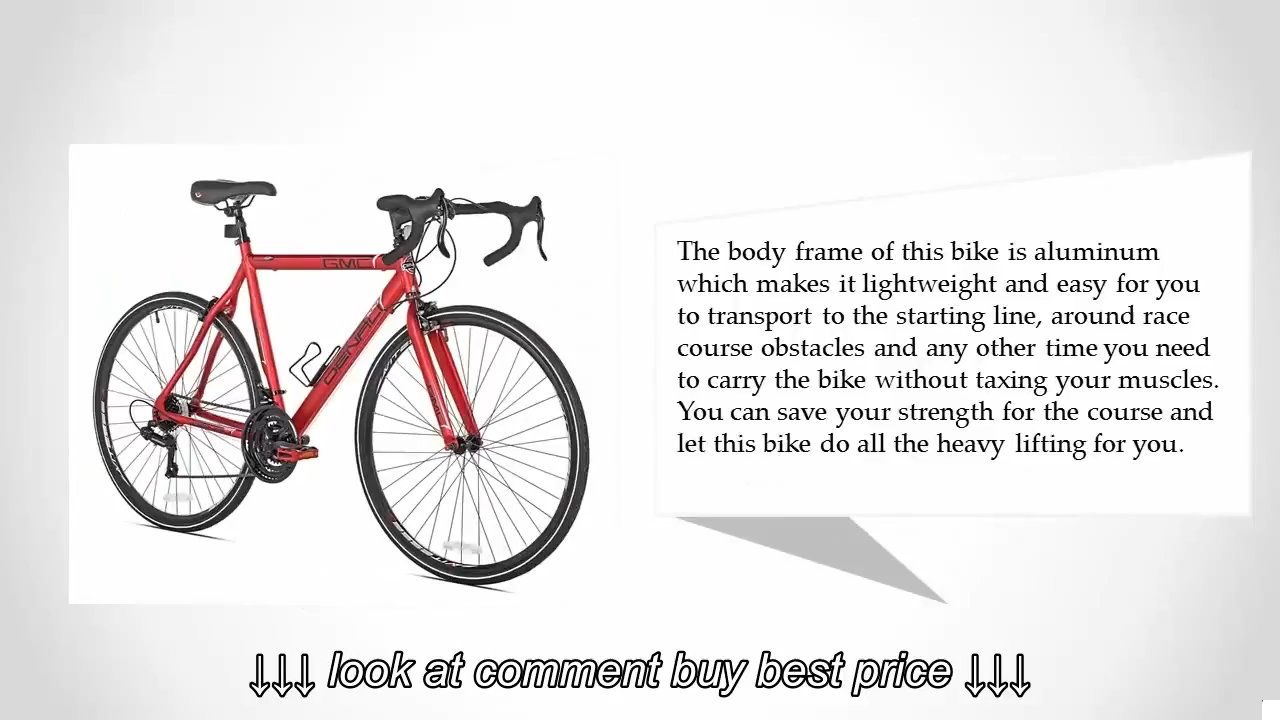 GMC
DENALI
The body frame of this bike is aluminum
which makes it lightweight and easy for you
to transport to the starting line, around race
course obstacles and any other time you need
to carry the bike without taxing your muscles.
You can save your strength for the course and
let this bike do all the heavy lifting for you.
↓↓↓ look at comment buy best price ↓↓↓